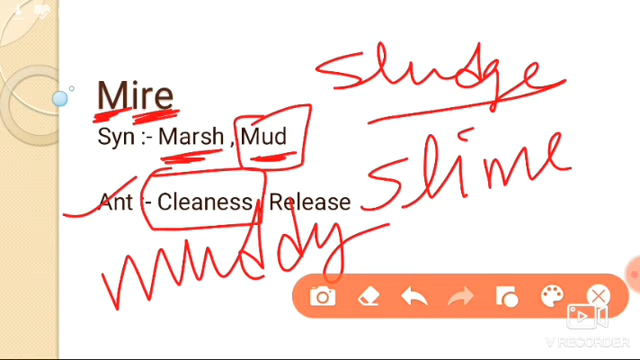 Mire
sludge
Syn :- Marsh , Mud
slime
Ant :- Cleaness, Release
muddy
V RECORDER